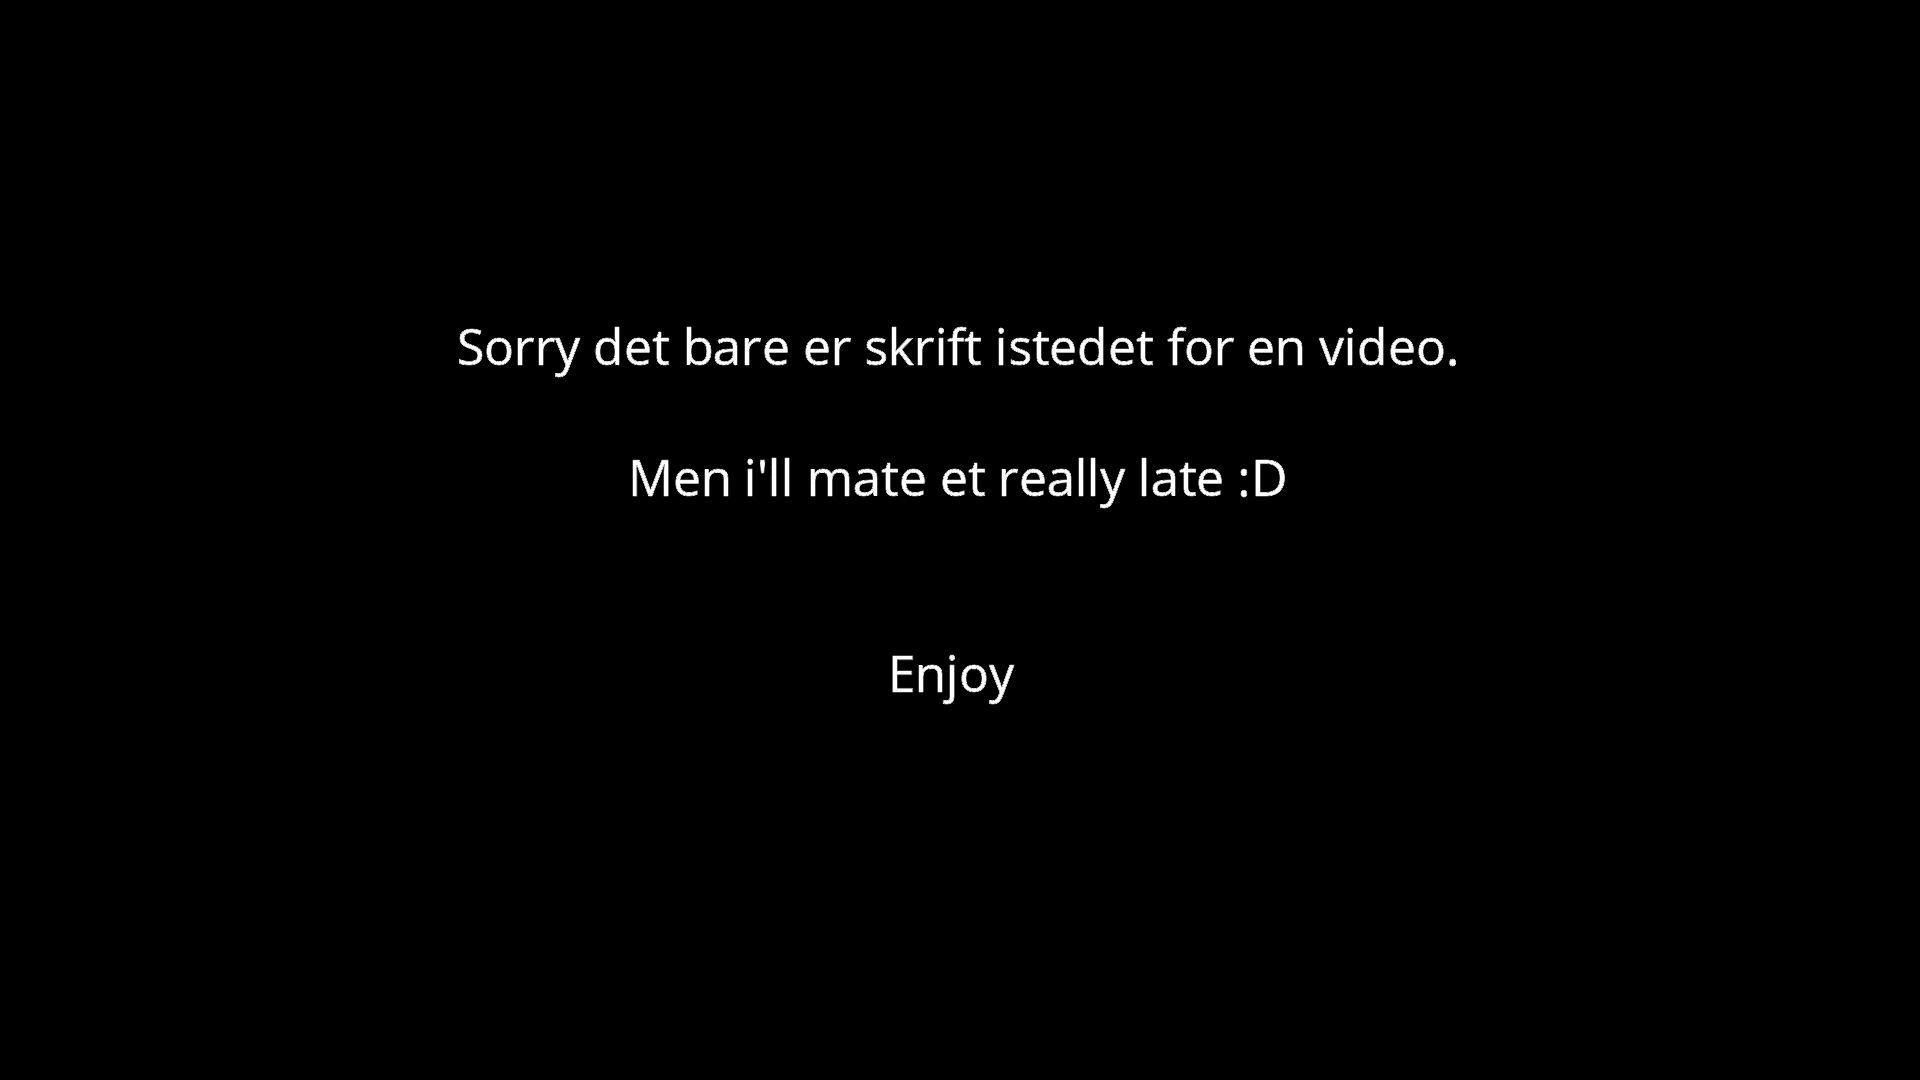 Sorry det bare er skrift istedet for en video.
Men i'll mate et really late :D
Enjoy